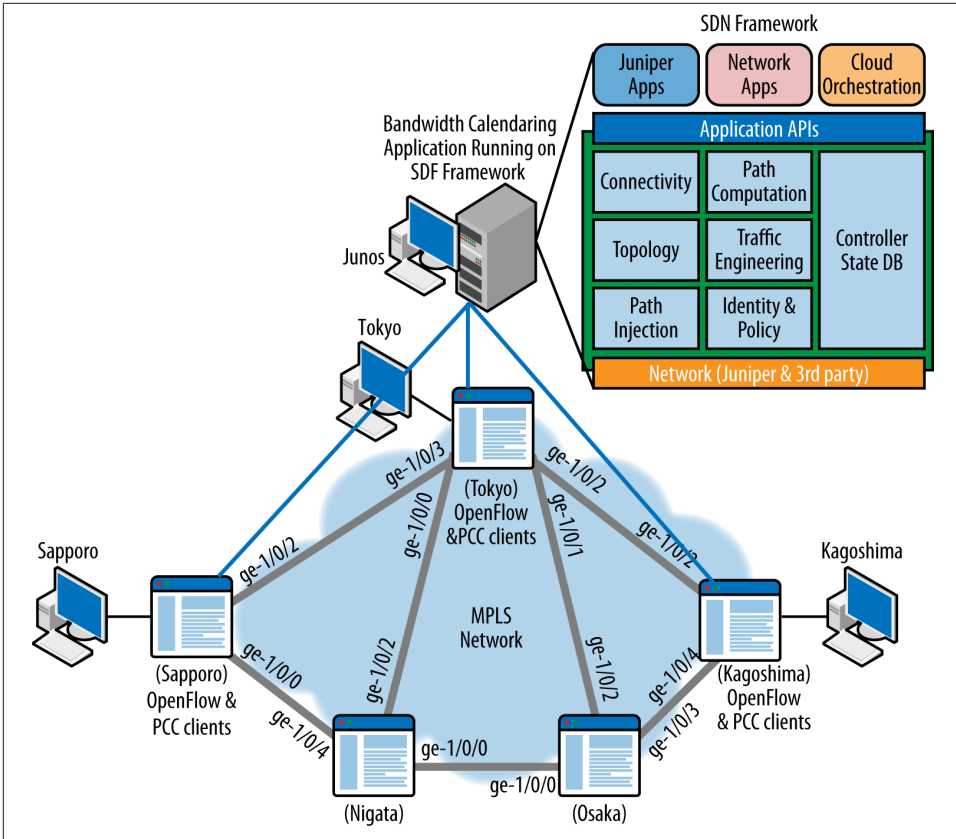 SDN Framework
Juniper
Apps
Network
Apps
Cloud
Orchestration
Application APIs
Connectivity
Path
Computation
Controller
State DB
Topology
Traffic
Engineering
Path
Injection
Identity &
Policy
Network (Juniper & 3rd party)
Bandwidth Calendaring
Application Running on
SDF Framework
Junos
Tokyo
(Tokyo)
OpenFlow
&PCC clients
ge-1/0/3
ge-1/0/0
ge-1/0/1
ge-1/0/2
ge-1/0/2
ge-1/0/2
Sapporo
Kagoshima
(Sapporo)
OpenFlow &
PCC clients
MPLS
Network
(Kagoshima)
OpenFlow
& PCC clients
ge-1/0/0
ge-1/0/4
ge-1/0/2
ge-1/0/2
ge-1/0/4
ge-1/0/3
ge-1/0/0
ge-1/0/0
(Nigata)
(Osaka)